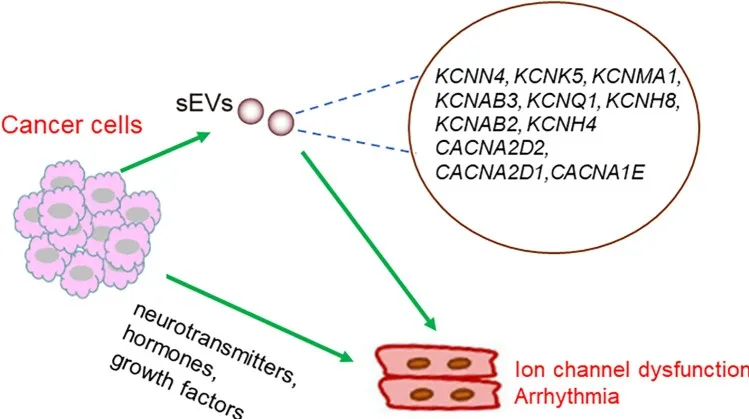 sEVs
Cancer cells
KCNN4, KCNK5, KCNMA1,
KCNAB3, KCNQ1, KCNH8,
KCNAB2, KCNH4
CACNA2D2,
CACNA2D1,CACNA1E
neurotransmitters,
hormones,
growth factors
Ion channel dysfunction
Arrhythmia